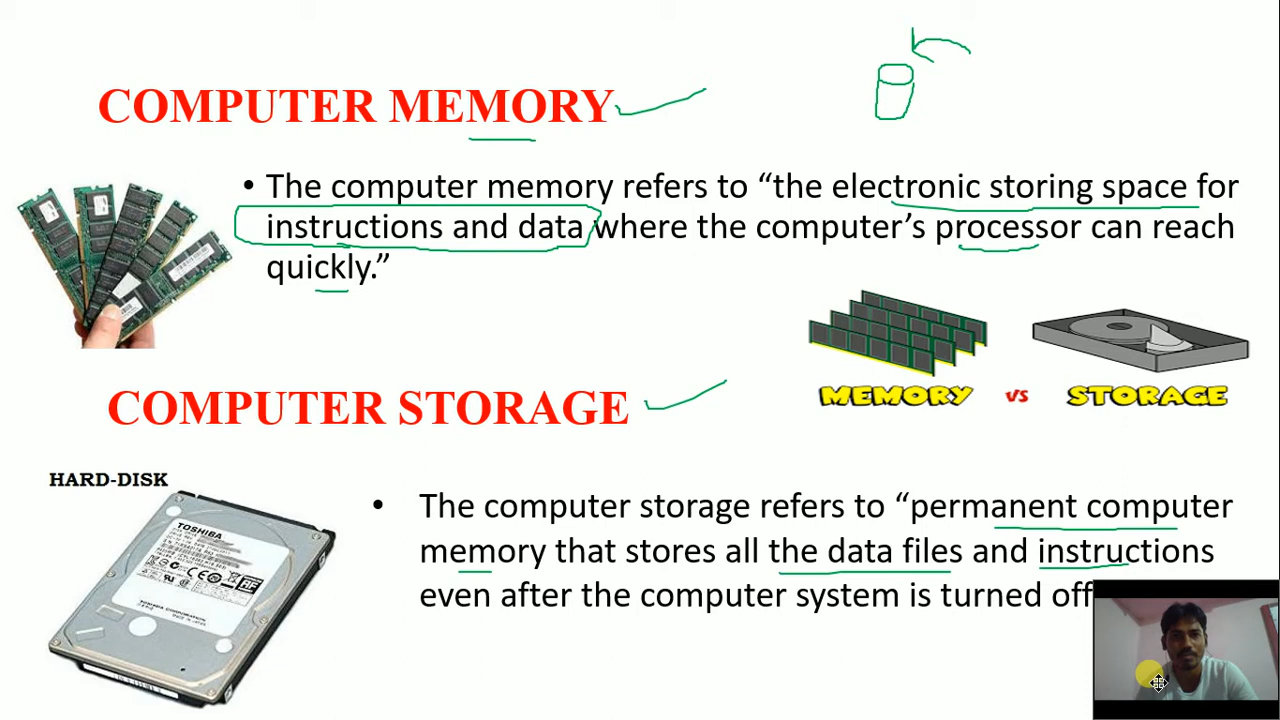 COMPUTER MEMORY
• The computer memory refers to “the electronic storing space for
instructions and data where the computer’s processor can reach
quickly.”
MEMORY vs STORAGE
COMPUTER STORAGE
HARD-DISK
TOSHIBA
• The computer storage refers to “permanent computer
memory that stores all the data files and instructions
even after the computer system is turned off